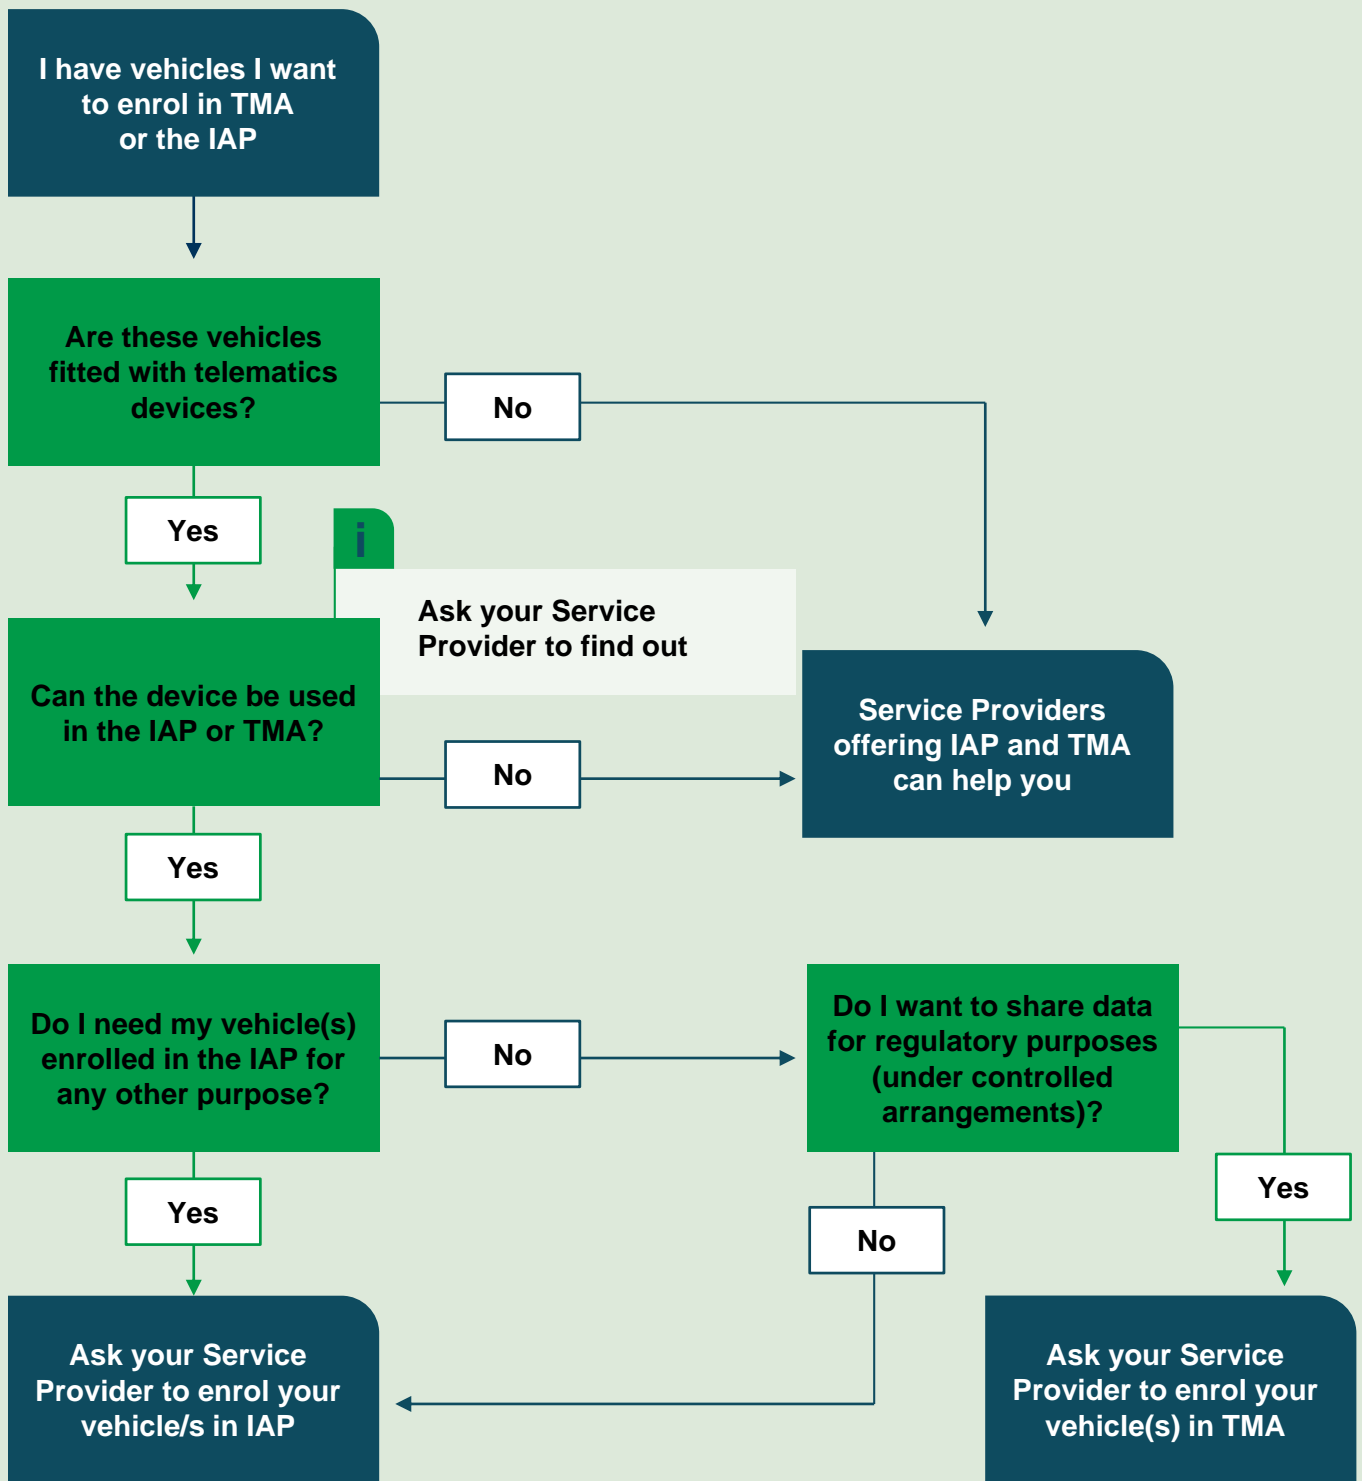 I have vehicles I want
to enrol in TMA
or the IAP
Are these vehicles
fitted with telematics
devices?
No
Yes
i
Ask your Service
Provider to find out
Can the device be used
in the IAP or TMA?
No
Service Providers
offering IAP and TMA
can help you
Yes
Do I need my vehicle(s)
enrolled in the IAP for
any other purpose?
No
Do I want to share data
for regulatory purposes
(under controlled
arrangements)?
Yes
No
Yes
Ask your Service
Provider to enrol your
vehicle/s in IAP
Ask your Service
Provider to enrol your
vehicle(s) in TMA